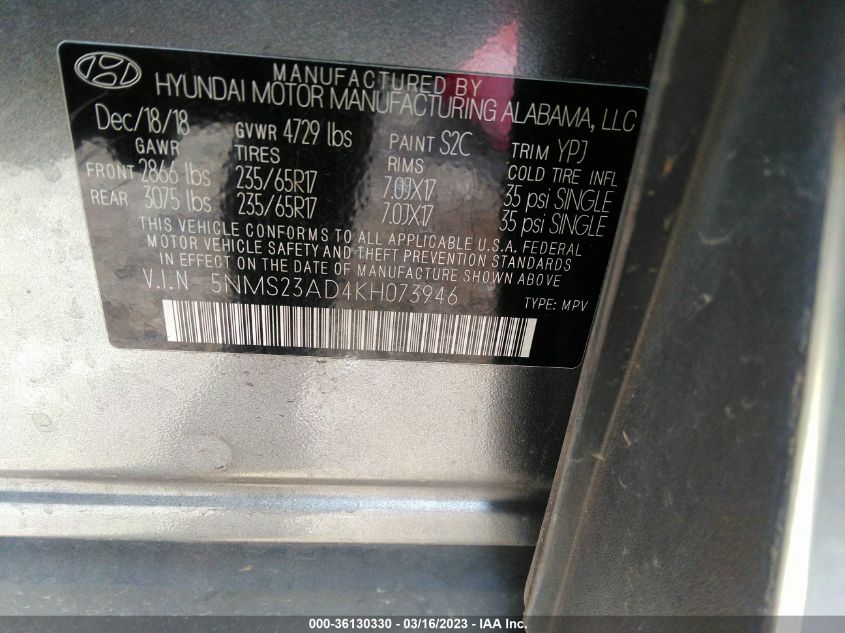 MANUFACTURED BY
HYUNDAI MOTOR MANUFACTURING ALABAMA, LLC
Dec/18/18 GVWR 4729 lbs PAINT S2C TRIM YPJ
GAWR TIRES RIMS COLD TIRE INFL
FRONT 2866 lbs 235/65R17 7.0JX17 35 psi SINGLE
REAR 3075 lbs 235/65R17 7.0JX17 35 psi SINGLE
THIS VEHICLE CONFORMS TO ALL APPLICABLE U.S.A. FEDERAL
MOTOR VEHICLE SAFETY AND THEFT PREVENTION STANDARDS
IN EFFECT ON THE DATE OF MANUFACTURE SHOWN ABOVE
V.I.N 5NMS23AD4KH073946 TYPE: MPV
000-36130330 - 03/16/2023 - IAA Inc.